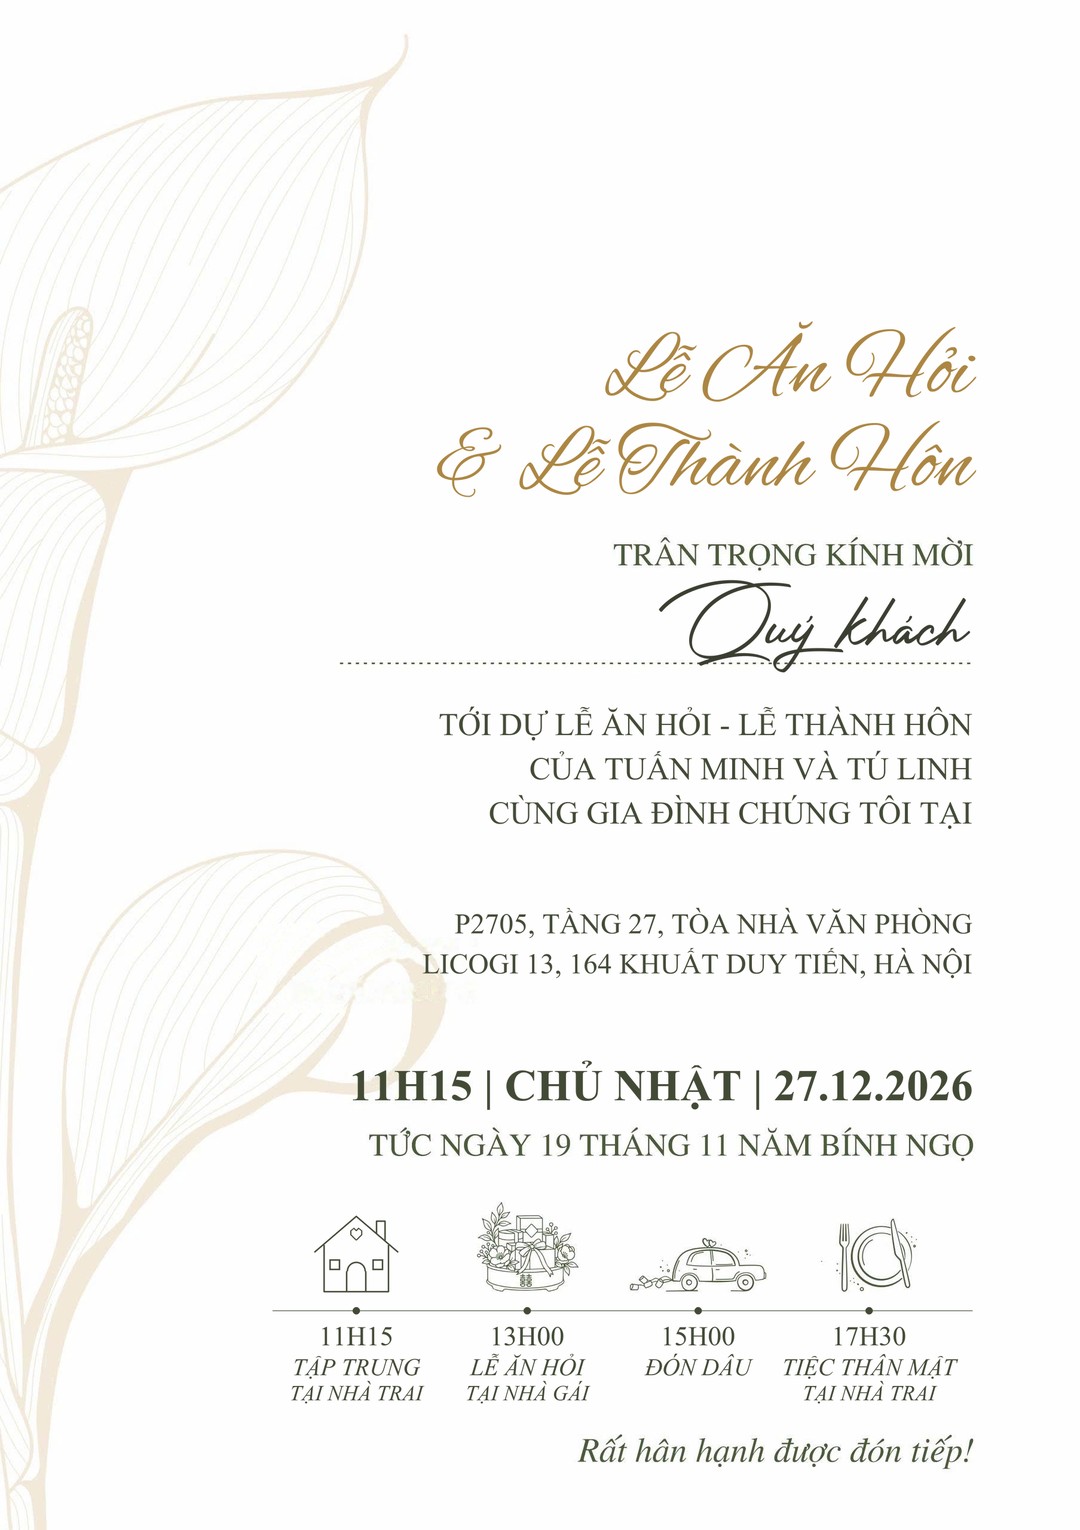 Lễ Ăn Hỏi
& Lễ Thành Hôn
TRÂN TRỌNG KÍNH MỜI
Quý khách
TỚI DỰ LỄ ĂN HỎI - LỄ THÀNH HÔN
CỦA TUẤN MINH VÀ TÚ LINH
CÙNG GIA ĐÌNH CHÚNG TÔI TẠI
P2705, TẦNG 27, TÒA NHÀ VĂN PHÒNG
LICOGI 13, 164 KHUẤT DUY TIẾN, HÀ NỘI
11H15 | CHỦ NHẬT | 27.12.2026
TỨC NGÀY 19 THÁNG 11 NĂM BÍNH NGỌ
11H15
TẬP TRUNG
TẠI NHÀ TRAI
13H00
LỄ ĂN HỎI
TẠI NHÀ GÁI
15H00
ĐÓN DÂU
17H30
TIỆC THÂN MẬT
TẠI NHÀ TRAI
Rất hân hạnh được đón tiếp!